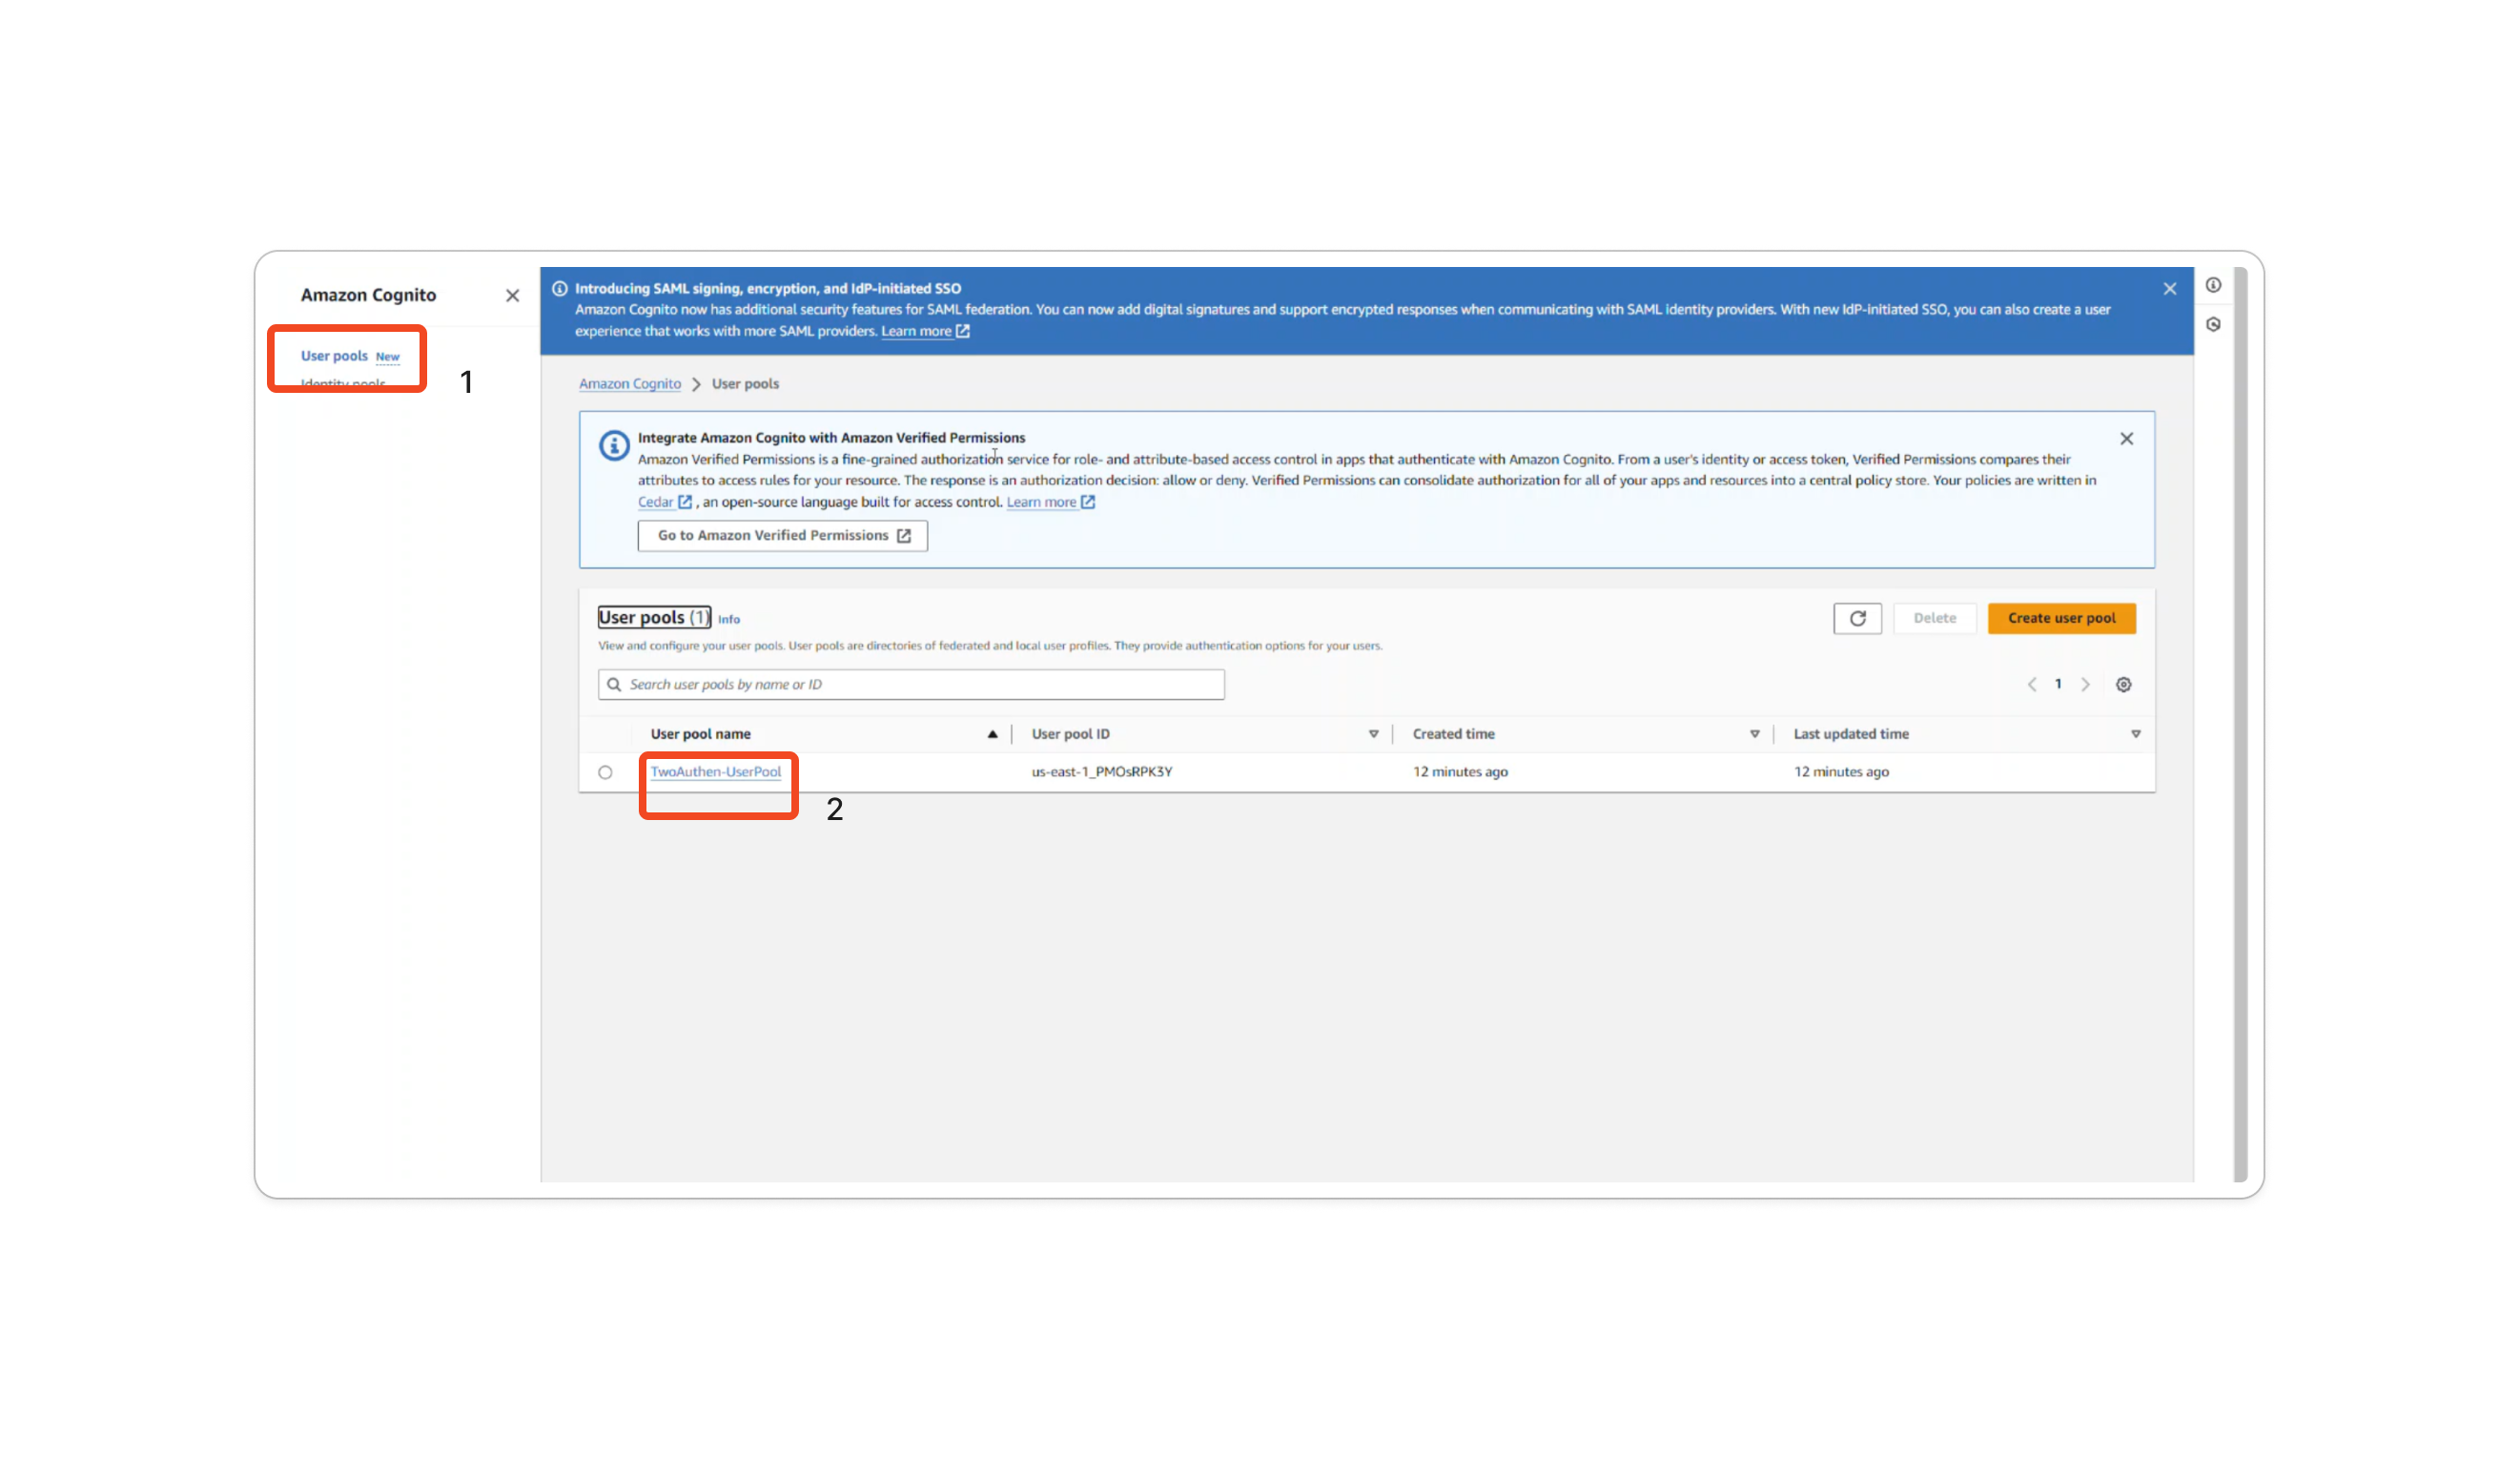 Amazon Cognito
User pools New
Identity pools
1
Introducing SAML signing, encryption, and IdP-initiated SSO
Amazon Cognito now has additional security features for SAML federation. You can now add digital signatures and support encrypted responses when communicating with SAML identity providers. With new IdP-initiated SSO, you can also create a user
experience that works with more SAML providers. Learn more
Amazon Cognito > User pools
Integrate Amazon Cognito with Amazon Verified Permissions
Amazon Verified Permissions is a fine-grained authorization service for role- and attribute-based access control in apps that authenticate with Amazon Cognito. From a user's identity or access token, Verified Permissions compares their
attributes to access rules for your resource. The response is an authorization decision: allow or deny. Verified Permissions can consolidate authorization for all of your apps and resources into a central policy store. Your policies are written in
Cedar , an open-source language built for access control. Learn more
Go to Amazon Verified Permissions
User pools (1) Info
Delete
Create user pool
View and configure your user pools. User pools are directories of federated and local user profiles. They provide authentication options for your users.
Search user pools by name or ID
1
User pool name User pool ID Created time Last updated time
TwoAuthen-UserPool us-east-1_PMOsRPK3Y 12 minutes ago 12 minutes ago
2